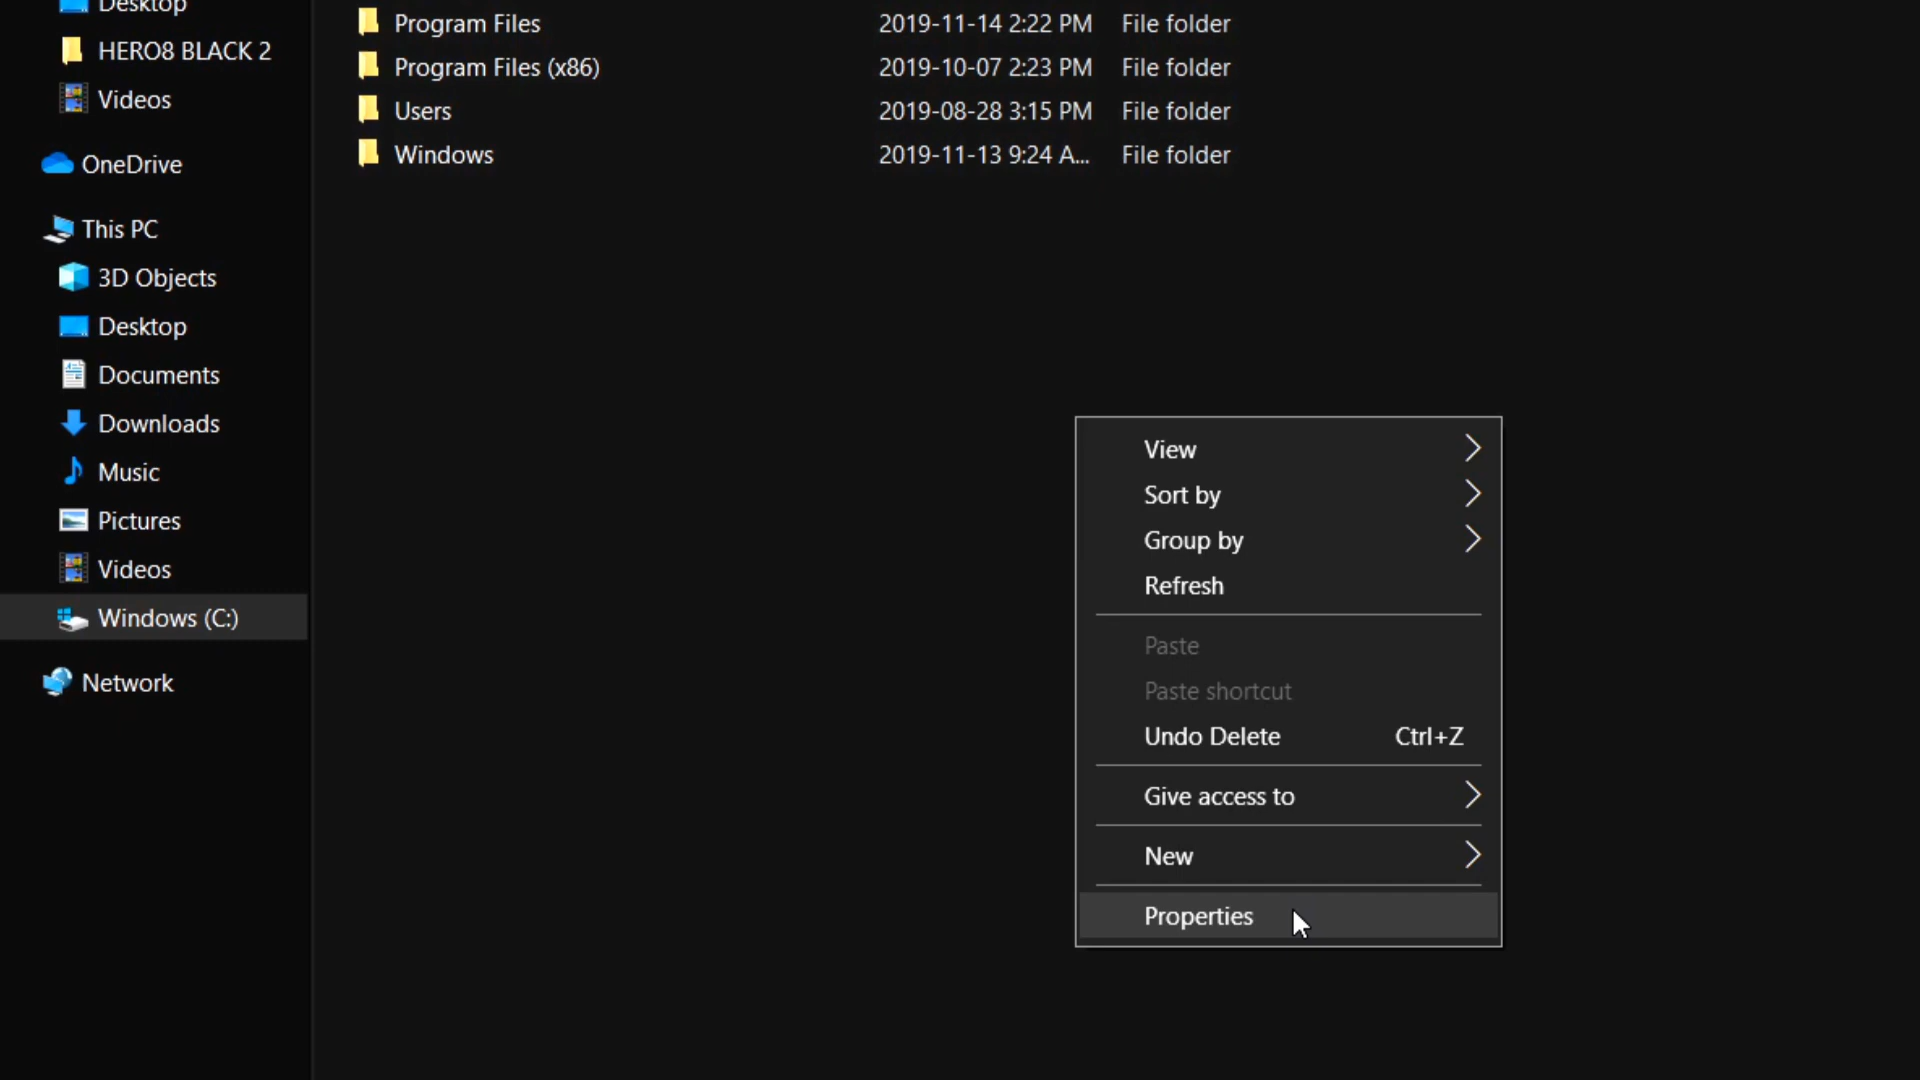 Desktop
HERO8 BLACK 2
Videos
OneDrive
This PC
3D Objects
Desktop
Documents
Downloads
Music
Pictures
Videos
Windows (C:)
Network
Program Files 2019-11-14 2:22 PM File folder
Program Files (x86) 2019-10-07 2:23 PM File folder
Users 2019-08-28 3:15 PM File folder
Windows 2019-11-13 9:24 A... File folder
View
Sort by
Group by
Refresh
Paste
Paste shortcut
Undo Delete Ctrl+Z
Give access to
New
Properties